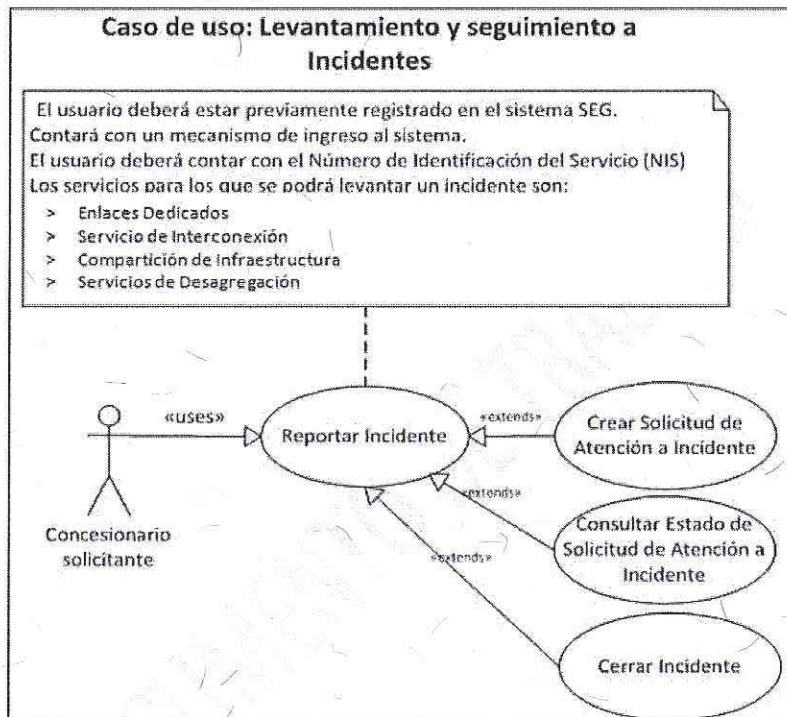 Caso de uso: Levantamiento y seguimiento a
Incidentes
El usuario deberá estar previamente registrado en el sistema SEG.
Contará con un mecanismo de ingreso al sistema.
El usuario deberá contar con el Número de Identificación del Servicio (NIS)
Los servicios para los que se podrá levantar un incidente son:
> Enlaces Dedicados
> Servicio de Interconexión
> Compartición de Infraestructura
> Servicios de Desagregación
«uses»
Reportar Incidente
«extends»
Crear Solicitud de
Atención a Incidente
Concesionario
solicitante
«extends»
Consultar Estado de
Solicitud de Atención a
Incidente
«extends»
Cerrar Incidente